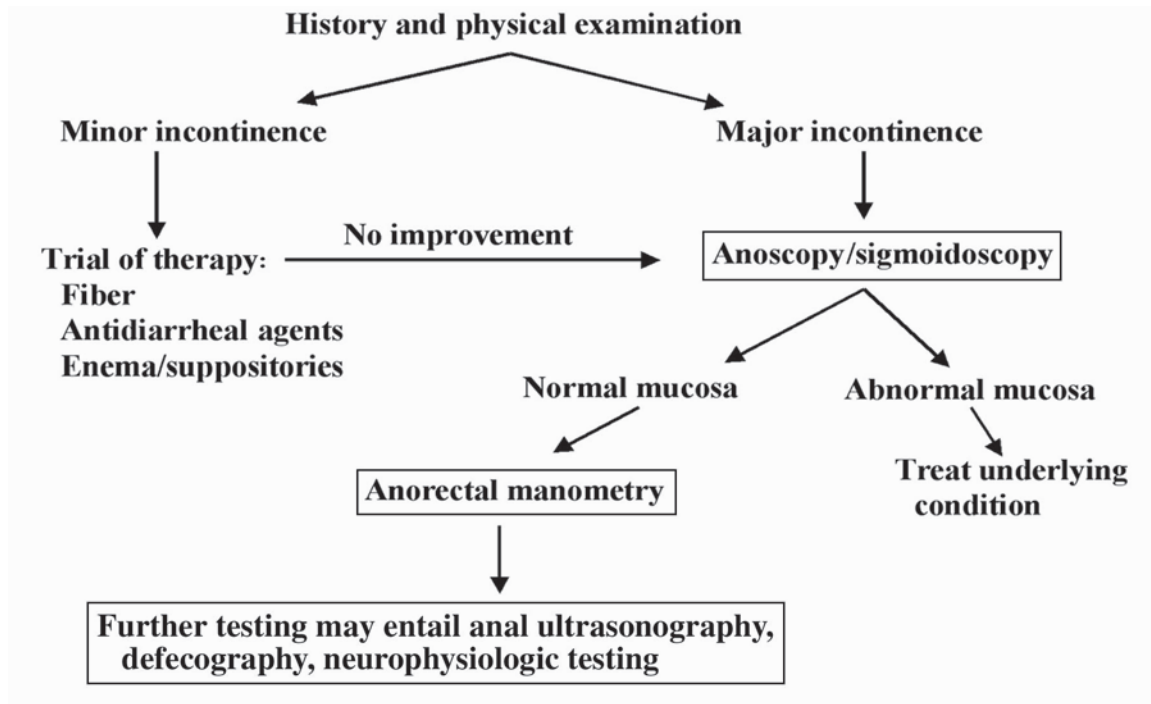 History and physical examination
Minor incontinence
Major incontinence
Trial of therapy:
Fiber
Antidiarrheal agents
Enema/suppositories
No improvement
Anoscopy/sigmoidoscopy
Normal mucosa
Abnormal mucosa
Anorectal manometry
Treat underlying
condition
Further testing may entail anal ultrasonography,
defecography, neurophysiologic testing